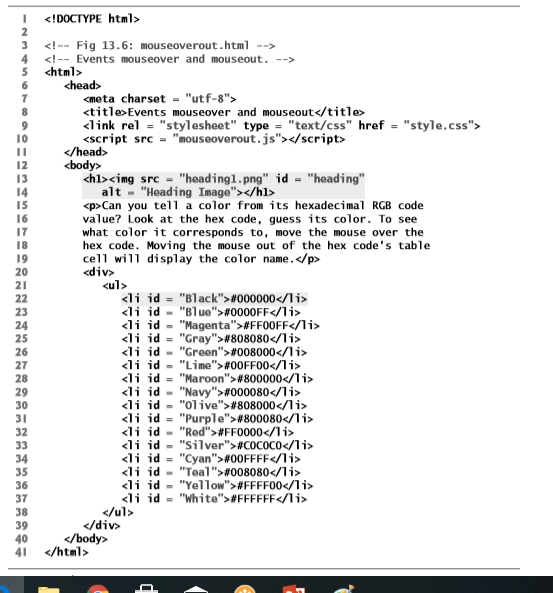 1 <!DOCTYPE html>
2
3 <!-- Fig 13.6: mouseoverout.html -->
4 <!-- Events mouseover and mouseout. -->
5 <html>
6 <head>
7 <meta charset = "utf-8">
8 <title>Events mouseover and mouseout</title>
9 <link rel = "stylesheet" type = "text/css" href = "style.css">
10 <script src = "mouseoverout.js"></script>
11 </head>
12 <body>
13 <h1><img src = "heading1.png" id = "heading"
14 alt = "Heading Image"></h1>
15 <p>Can you tell a color from its hexadecimal RGB code
16 value? Look at the hex code, guess its color. To see
17 what color it corresponds to, move the mouse over the
18 hex code. Moving the mouse out of the hex code's table
19 cell will display the color name.</p>
20 <div>
21 <ul>
22 <li id = "Black">#000000</li>
23 <li id = "Blue">#0000FF</li>
24 <li id = "Magenta">#FF00FF</li>
25 <li id = "Gray">#808080</li>
26 <li id = "Green">#008000</li>
27 <li id = "Lime">#00FF00</li>
28 <li id = "Maroon">#800000</li>
29 <li id = "Navy">#000080</li>
30 <li id = "Olive">#808000</li>
31 <li id = "Purple">#800080</li>
32 <li id = "Red">#FF0000</li>
33 <li id = "Silver">#C0C0C0</li>
34 <li id = "Cyan">#00FFFF</li>
35 <li id = "Teal">#008080</li>
36 <li id = "Yellow">#FFFF00</li>
37 <li id = "White">#FFFFFF</li>
38 </ul>
39 </div>
40 </body>
41 </html>